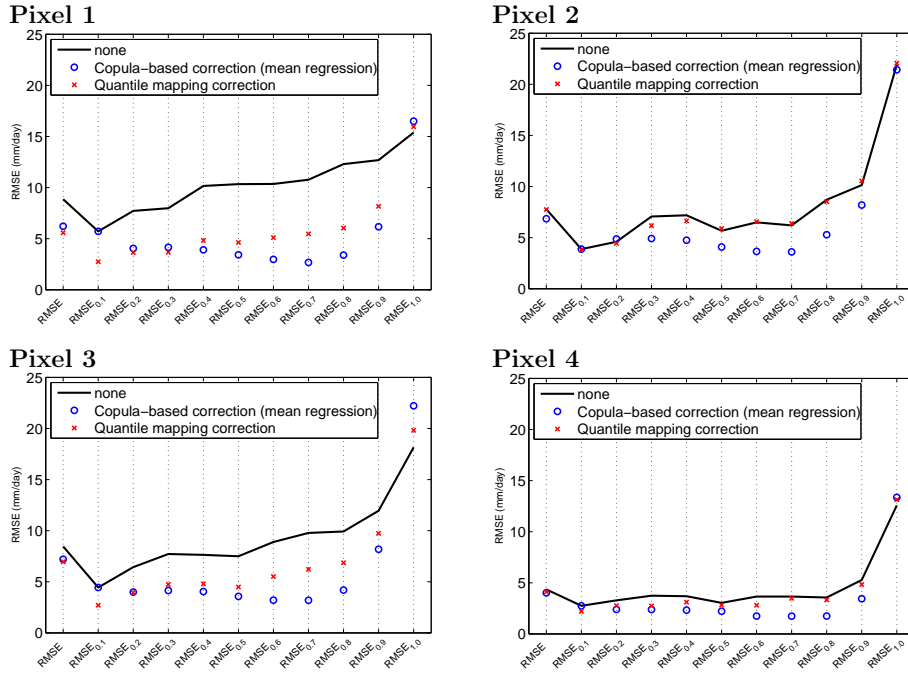 Pixel 1
none
Copula-based correction (mean regression)
Quantile mapping correction
RMSE (mm/day)
25
20
15
10
5
0
RMSE RMSE0.1 RMSE0.2 RMSE0.3 RMSE0.4 RMSE0.5 RMSE0.6 RMSE0.7 RMSE0.8 RMSE0.9 RMSE1.0
Pixel 2
none
Copula-based correction (mean regression)
Quantile mapping correction
RMSE (mm/day)
25
20
15
10
5
0
RMSE RMSE0.1 RMSE0.2 RMSE0.3 RMSE0.4 RMSE0.5 RMSE0.6 RMSE0.7 RMSE0.8 RMSE0.9 RMSE1.0
Pixel 3
none
Copula-based correction (mean regression)
Quantile mapping correction
RMSE (mm/day)
25
20
15
10
5
0
RMSE RMSE0.1 RMSE0.2 RMSE0.3 RMSE0.4 RMSE0.5 RMSE0.6 RMSE0.7 RMSE0.8 RMSE0.9 RMSE1.0
Pixel 4
none
Copula-based correction (mean regression)
Quantile mapping correction
RMSE (mm/day)
25
20
15
10
5
0
RMSE RMSE0.1 RMSE0.2 RMSE0.3 RMSE0.4 RMSE0.5 RMSE0.6 RMSE0.7 RMSE0.8 RMSE0.9 RMSE1.0